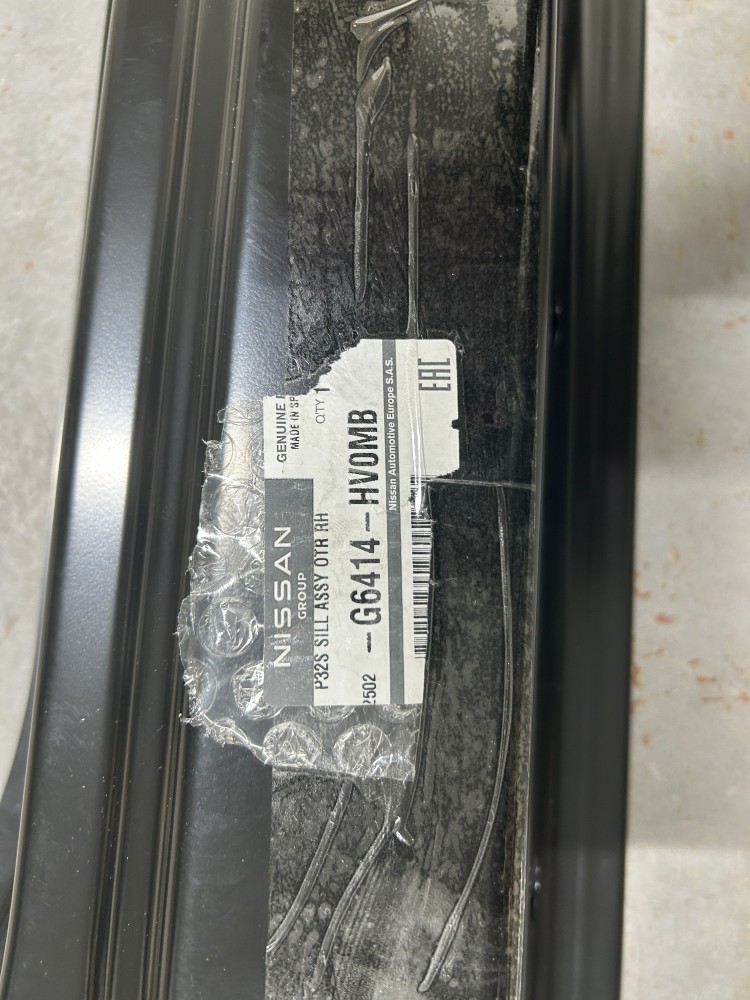 NISSAN
GROUP
GENUINE
MADE IN SP
P32S SILL ASSY OTR RH
QTY 1
2502
—G6414—HV0MB
Nissan Automotive Europe S.A.S.
EAC